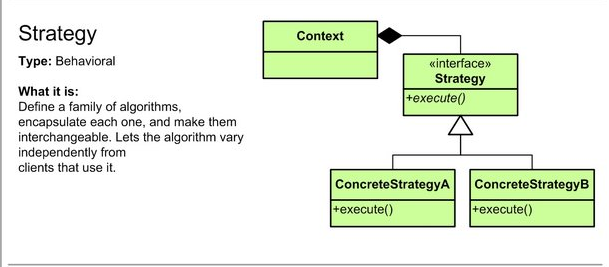 Strategy
Type: Behavioral
What it is:
Define a family of algorithms,
encapsulate each one, and make them
interchangeable. Lets the algorithm vary
independently from
clients that use it.
Context
«interface»
Strategy
+execute()
ConcreteStrategyA
+execute()
ConcreteStrategyB
+execute()